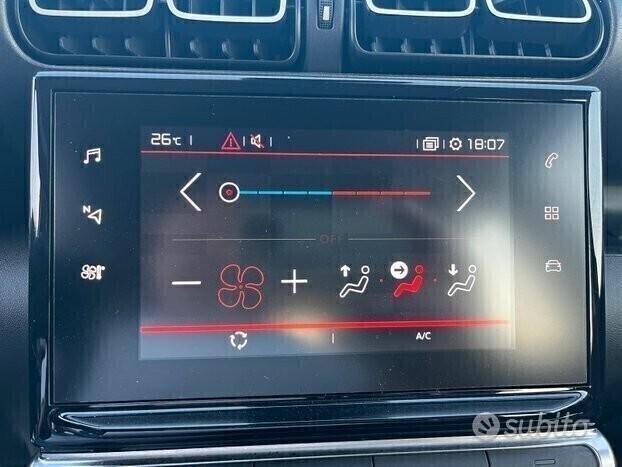 26°C
18:07
N
OFF
A/C
subito